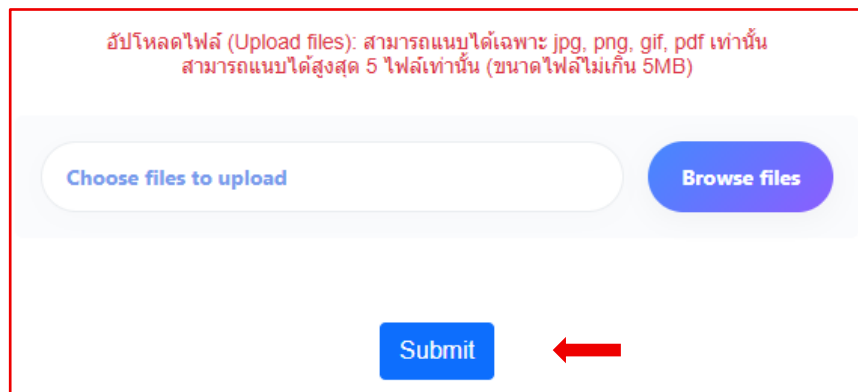 อัปโหลดไฟล์ (Upload files): สามารถแนบได้เฉพาะ jpg, png, gif, pdf เท่านั้น
สามารถแนบได้สูงสุด 5 ไฟล์เท่านั้น (ขนาดไฟล์ไม่เกิน 5MB)
Choose files to upload
Browse files
Submit